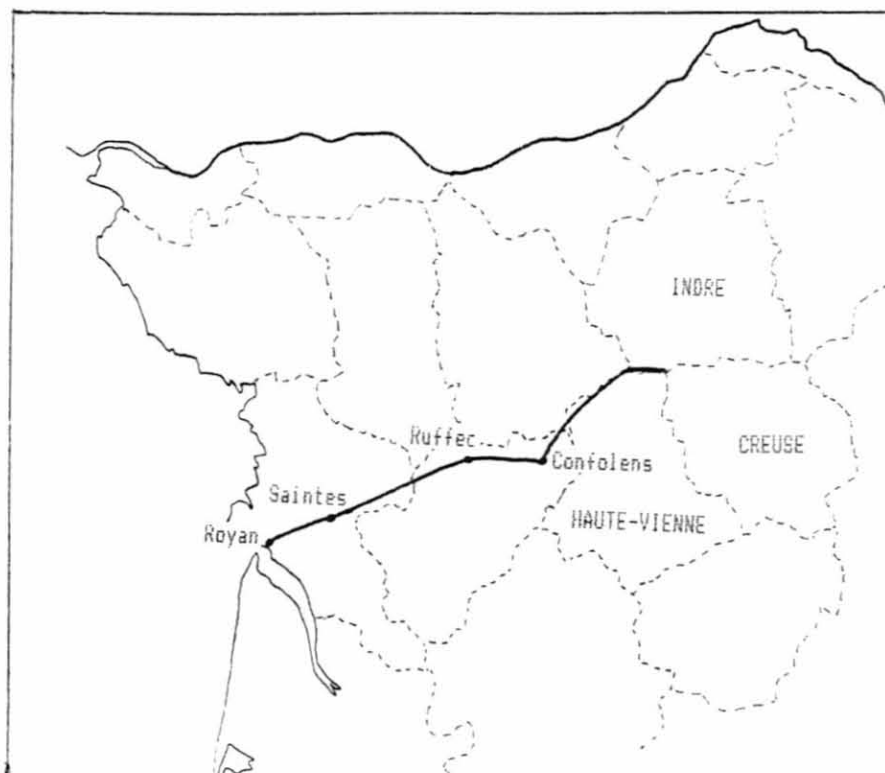 INDRE
Ruffec
CREUSE
Confolens
Saintes
HAUTE-VIENNE
Royan